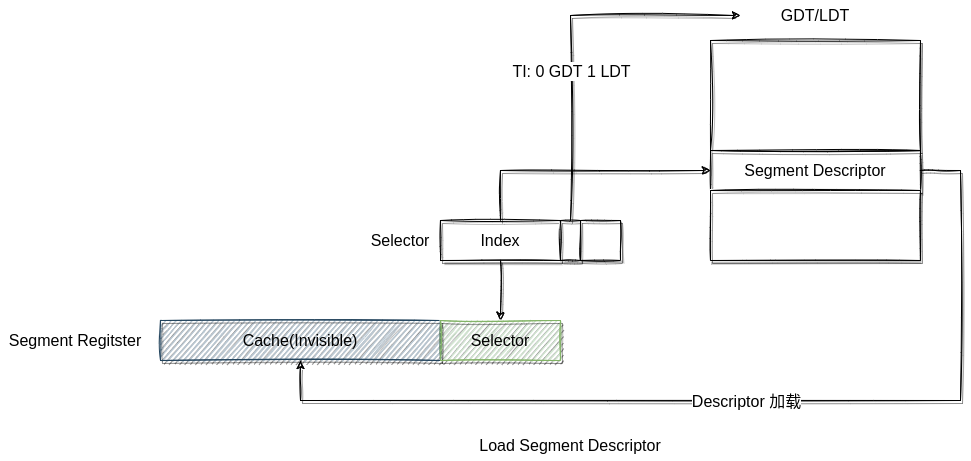 GDT/LDT
TI: 0 GDT 1 LDT
Segment Descriptor
Selector
Index
Segment Regitster
Cache(Invisible)
Selector
Descriptor 加载
Load Segment Descriptor